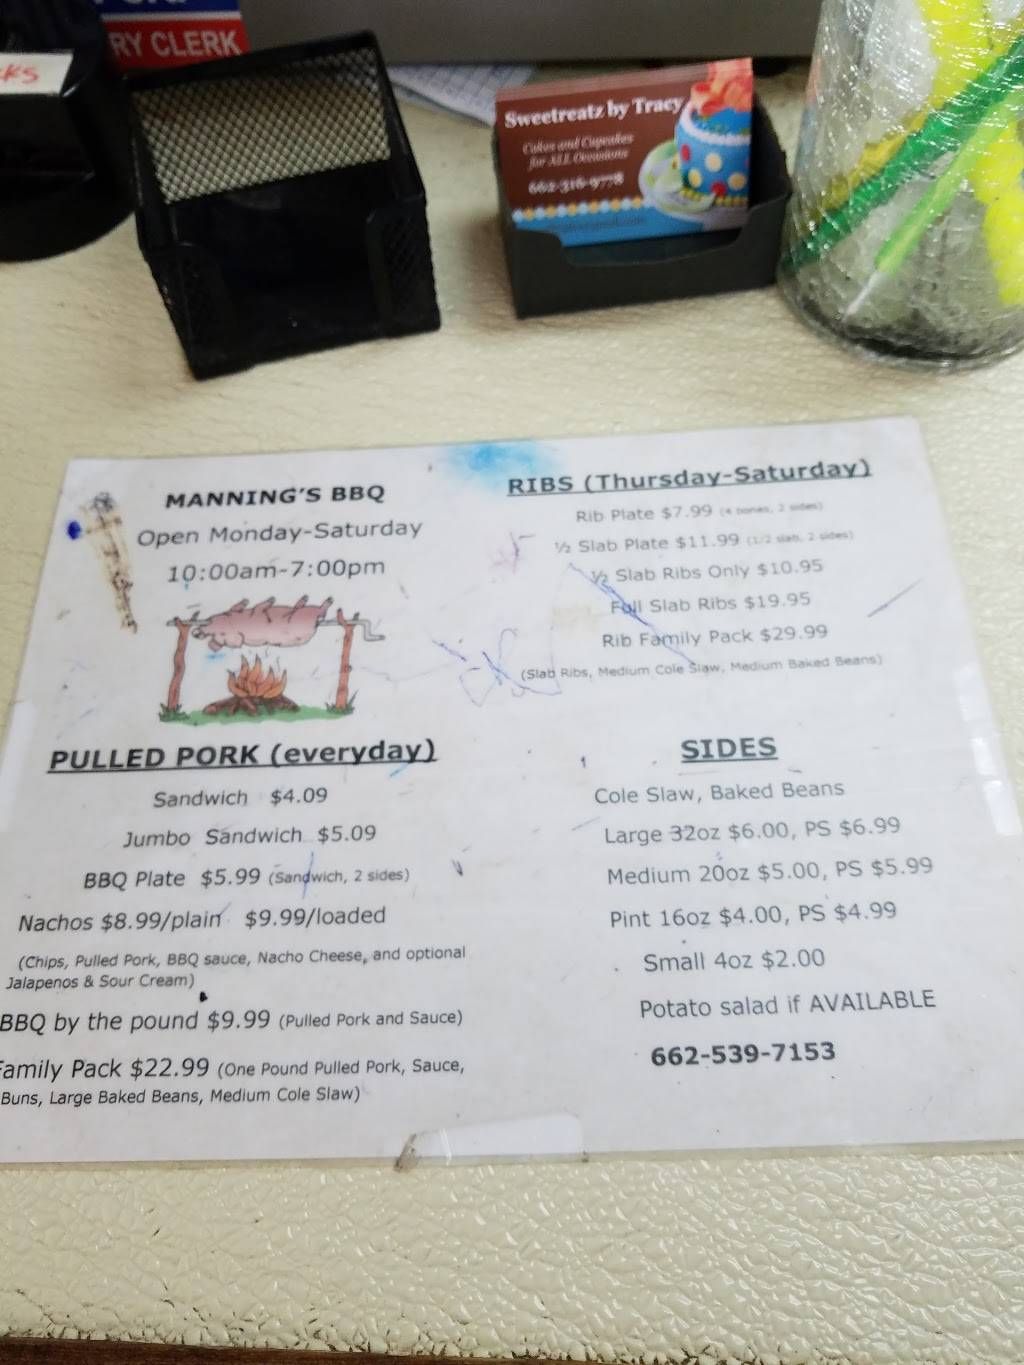 RY CLERK
Sweetreatz by Tracy
Cakes and Cupcakes
for ALL Occasions
662-316-9778
MANNING'S BBQ
Open Monday-Saturday
10:00am-7:00pm
RIBS (Thursday-Saturday)
Rib Plate $7.99 (4 bones, 2 sides)
½ Slab Plate $11.99 (1/2 slab, 2 sides)
½ Slab Ribs Only $10.95
Full Slab Ribs $19.95
Rib Family Pack $29.99
(Slab Ribs, Medium Cole Slaw, Medium Baked Beans)
PULLED PORK (everyday)
Sandwich $4.09
Jumbo Sandwich $5.09
BBQ Plate $5.99 (Sandwich, 2 sides)
Nachos $8.99/plain $9.99/loaded
(Chips, Pulled Pork, BBQ sauce, Nacho Cheese, and optional
Jalapenos & Sour Cream)
BBQ by the pound $9.99 (Pulled Pork and Sauce)
Family Pack $22.99 (One Pound Pulled Pork, Sauce,
Buns, Large Baked Beans, Medium Cole Slaw)
SIDES
Cole Slaw, Baked Beans
Large 32oz $6.00, PS $6.99
Medium 20oz $5.00, PS $5.99
Pint 16oz $4.00, PS $4.99
Small 4oz $2.00
Potato salad if AVAILABLE
662-539-7153